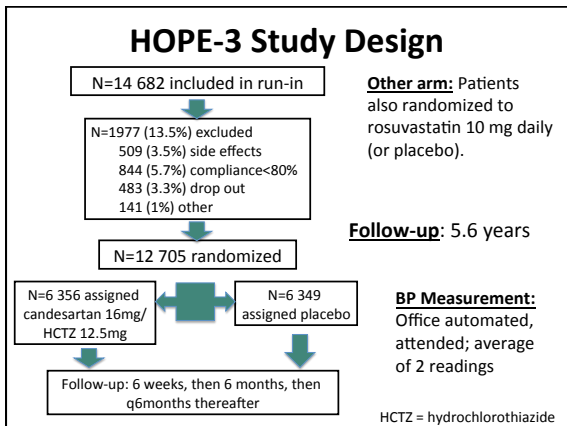 HOPE-3 Study Design
N=14 682 included in run-in
N=1977 (13.5%) excluded
509 (3.5%) side effects
844 (5.7%) compliance<80%
483 (3.3%) drop out
141 (1%) other
N=12 705 randomized
N=6 356 assigned
candesartan 16mg/
HCTZ 12.5mg
N=6 349
assigned placebo
Follow-up: 6 weeks, then 6 months, then
q6months thereafter
Other arm: Patients
also randomized to
rosuvastatin 10 mg daily
(or placebo).
Follow-up: 5.6 years
BP Measurement:
Office automated,
attended; average
of 2 readings
HCTZ = hydrochlorothiazide